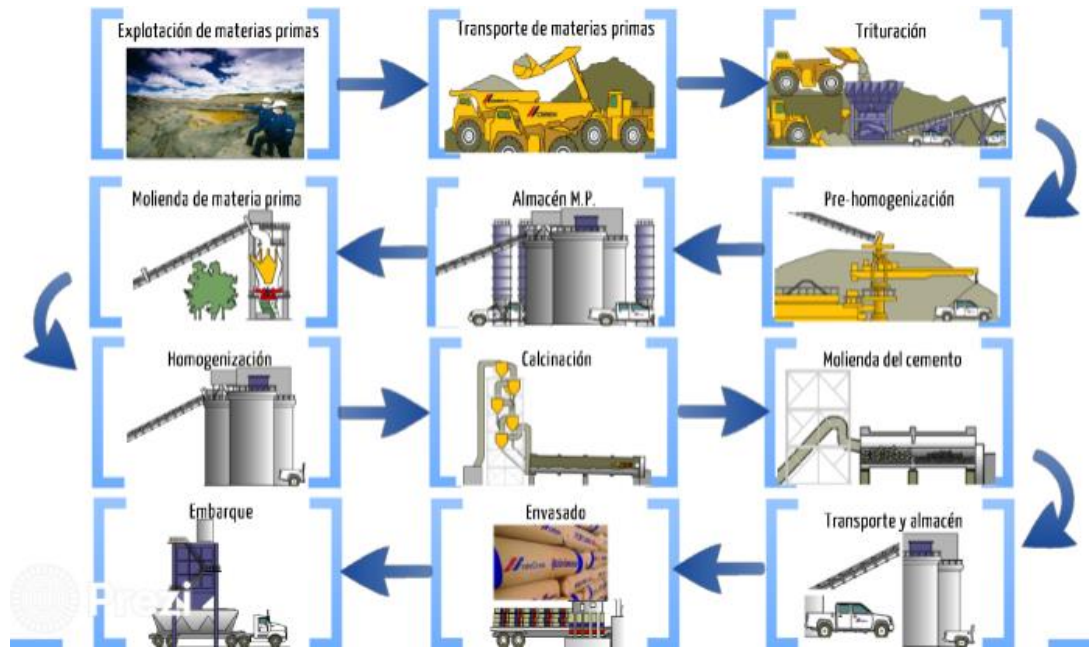 Explotación de materias primas
Transporte de materias primas
Trituración
Molienda de materia prima
Almacén M.P.
Pre-homogenización
Homogenización
Calcinación
Molienda del cemento
Embarque
Envasado
Transporte y almacén
Prezi